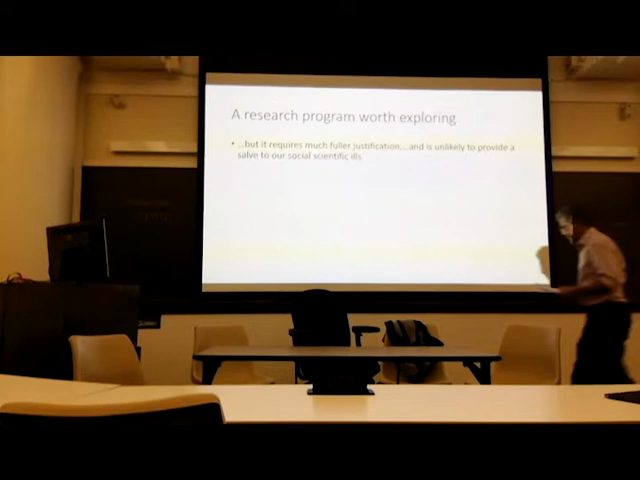 A research program worth exploring
• ...but it requires much fuller justification,...and is unlikely to provide a
salve to our social scientific ills